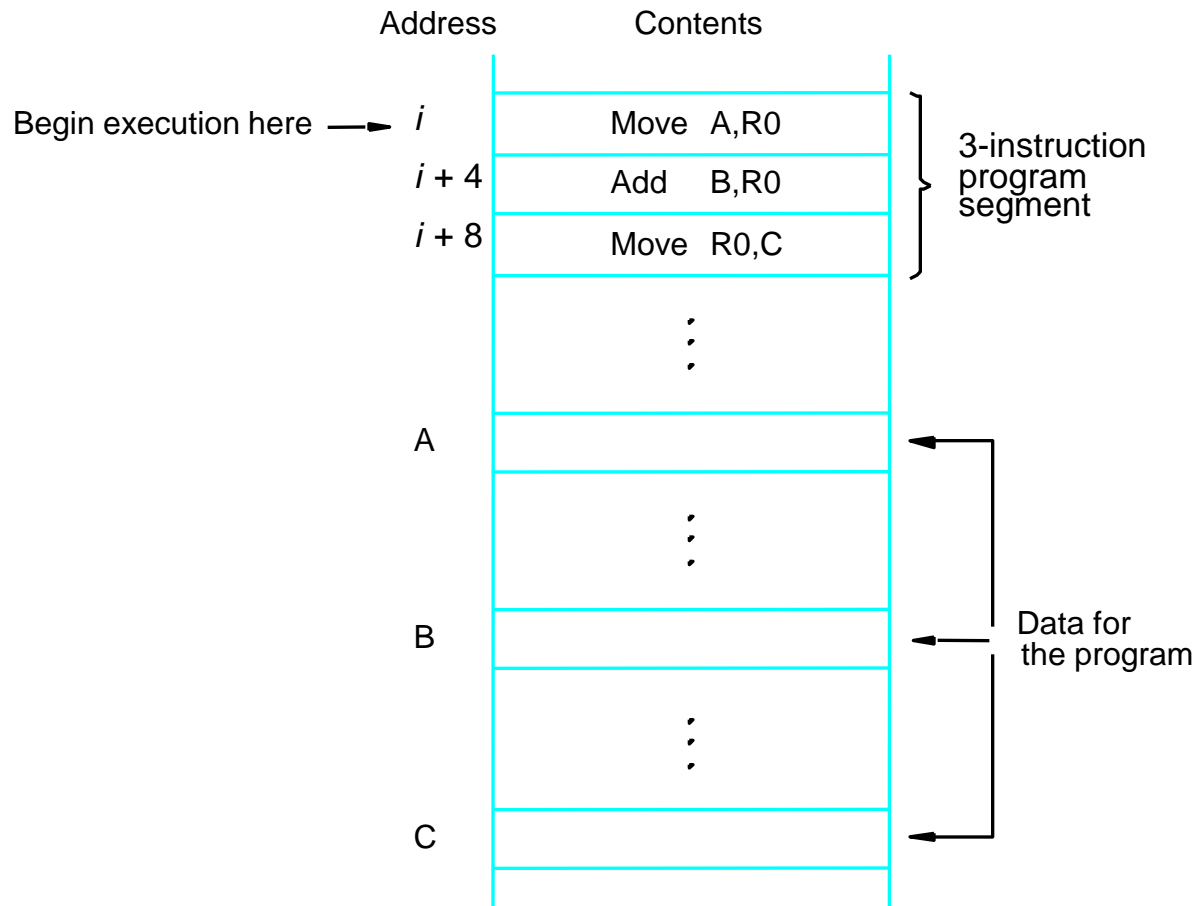 Address Contents
Begin execution here i Move A,R0
i + 4 Add B,R0
i + 8 Move R0,C
3-instruction
program
segment
A
B
C
Data for
the program